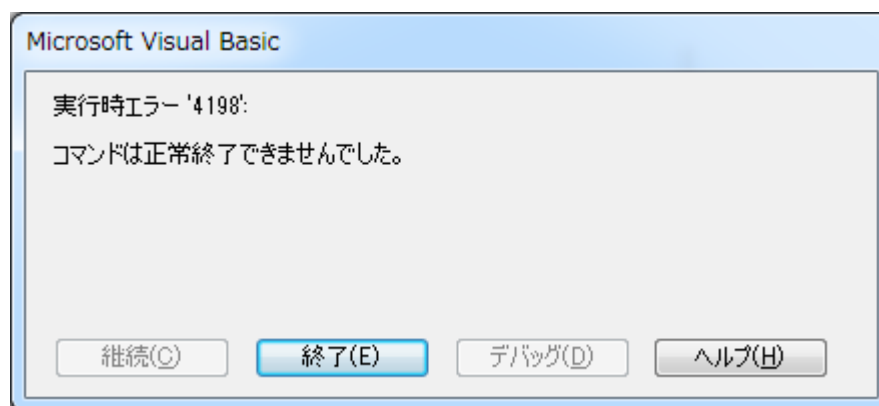 Microsoft Visual Basic
実行時エラー '4198':
コマンドは正常終了できませんでした。
継続(C)
終了(E)
デバッグ(D)
ヘルプ(H)